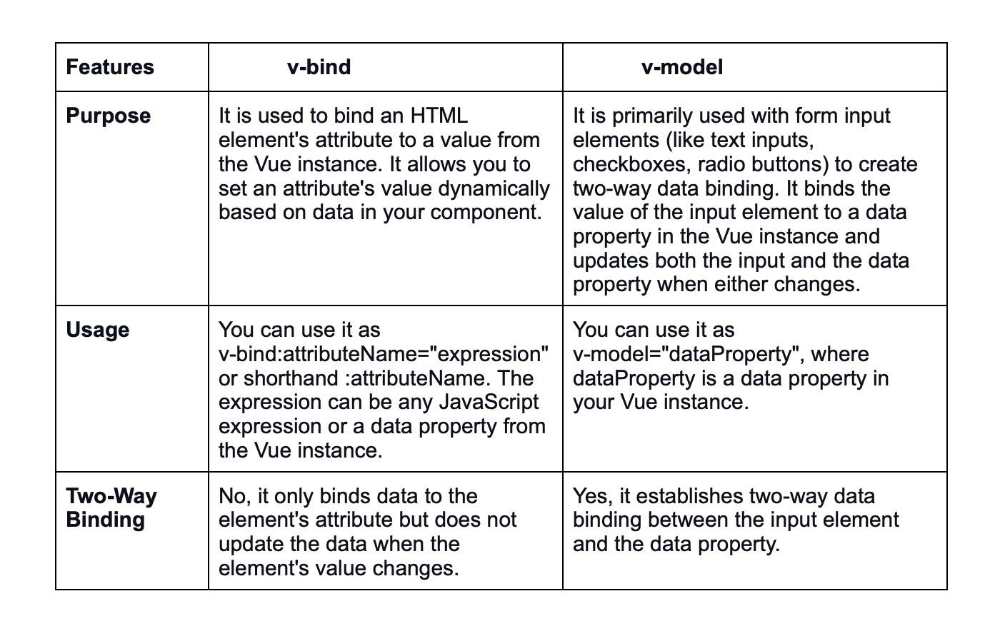 Features
v-bind
v-model
Purpose
It is used to bind an HTML
element's attribute to a value from
the Vue instance. It allows you to
set an attribute's value dynamically
based on data in your component.
It is primarily used with form input
elements (like text inputs,
checkboxes, radio buttons) to create
two-way data binding. It binds the
value of the input element to a data
property in the Vue instance and
updates both the input and the data
property when either changes.
Usage
You can use it as
v-bind:attributeName="expression"
or shorthand :attributeName. The
expression can be any JavaScript
expression or a data property from
the Vue instance.
You can use it as
v-model="dataProperty", where
dataProperty is a data property in
your Vue instance.
Two-Way
Binding
No, it only binds data to the
element's attribute but does not
update the data when the
element's value changes.
Yes, it establishes two-way data
binding between the input element
and the data property.